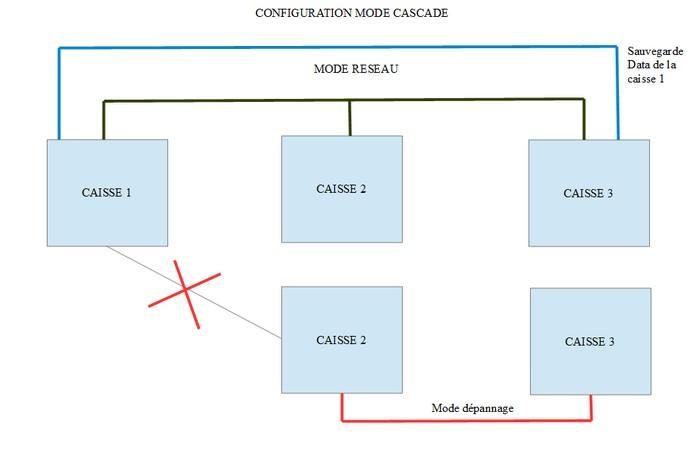 CONFIGURATION MODE CASCADE
Sauvegarde
Data de la
caisse 1
MODE RESEAU
CAISSE 1
CAISSE 2
CAISSE 3
CAISSE 2
CAISSE 3
Mode dépannage